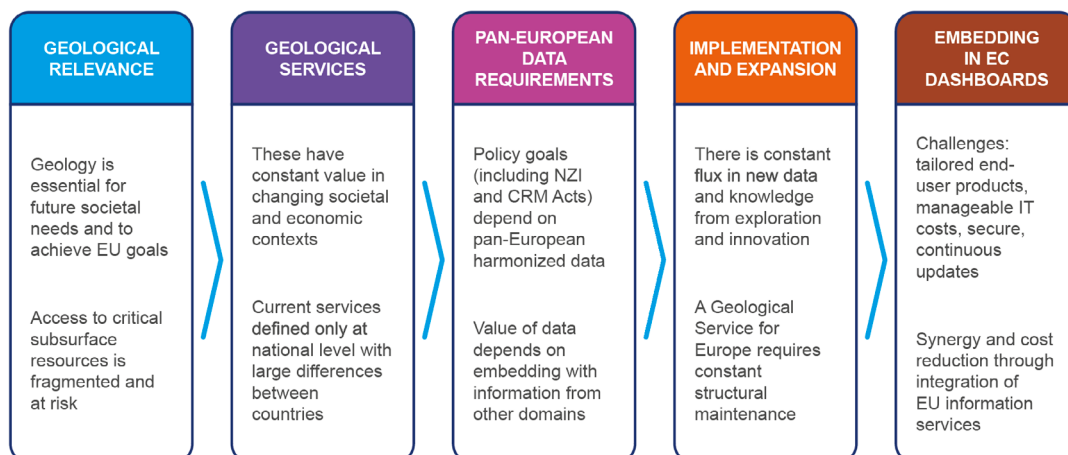 GEOLOGICAL
RELEVANCE
Geology is
essential for
future societal
needs and to
achieve EU goals
Access to critical
subsurface
resources is
fragmented and
at risk
GEOLOGICAL
SERVICES
These have
constant value in
changing societal
and economic
contexts
Current services
defined only at
national level with
large differences
between
countries
PAN-EUROPEAN
DATA
REQUIREMENTS
Policy goals
(including NZI
and CRM Acts)
depend on
pan-European
harmonized data
Value of data
depends on
embedding with
information from
other domains
IMPLEMENTATION
AND EXPANSION
There is constant
flux in new data
and knowledge
from exploration
and innovation
A Geological
Service for
Europe requires
constant
structural
maintenance
EMBEDDING
IN EC
DASHBOARDS
Challenges:
tailored end-
user products,
manageable IT
costs, secure,
continuous
updates
Synergy and cost
reduction through
integration of
EU information
services